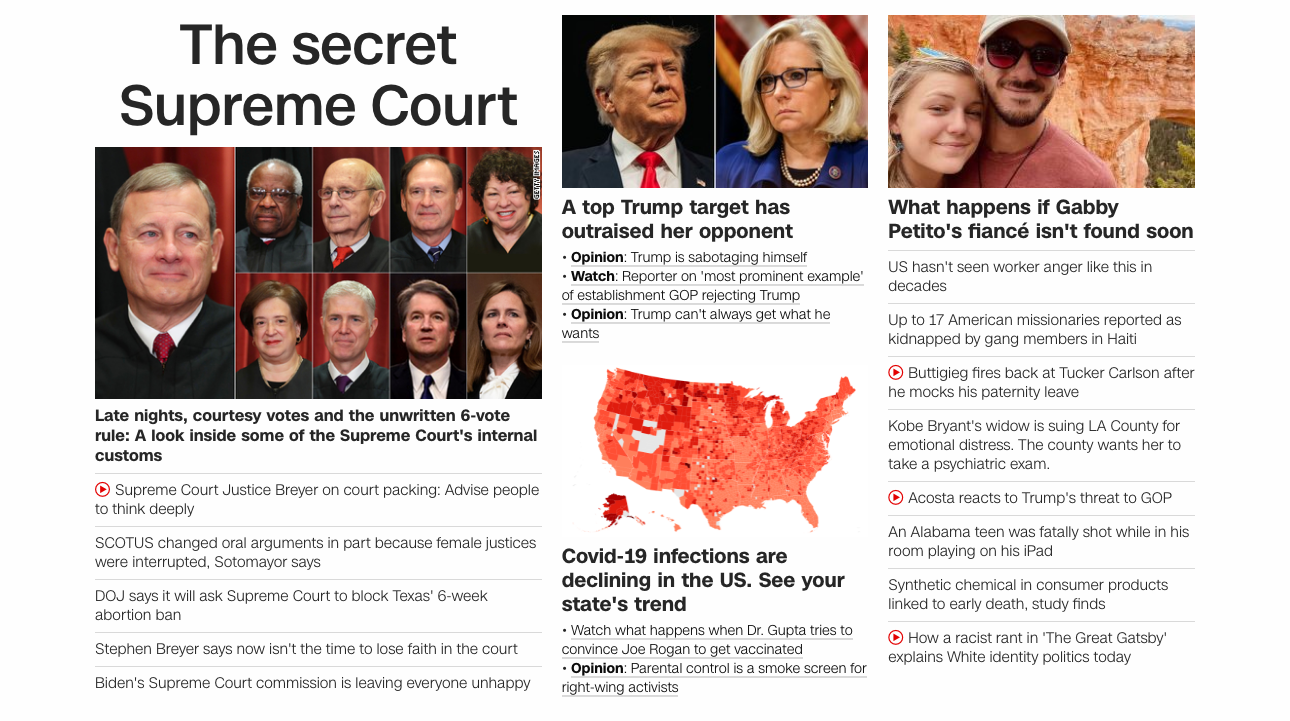 The secret
Supreme Court
GETTY IMAGES
Late nights, courtesy votes and the unwritten 6-vote
rule: A look inside some of the Supreme Court's internal
customs
Supreme Court Justice Breyer on court packing: Advise people
to think deeply
SCOTUS changed oral arguments in part because female justices
were interrupted, Sotomayor says
DOJ says it will ask Supreme Court to block Texas' 6-week
abortion ban
Stephen Breyer says now isn't the time to lose faith in the court
Biden's Supreme Court commission is leaving everyone unhappy
A top Trump target has
outraised her opponent
• Opinion: Trump is sabotaging himself
• Watch: Reporter on 'most prominent example'
of establishment GOP rejecting Trump
• Opinion: Trump can't always get what he
wants
Covid-19 infections are
declining in the US. See your
state's trend
• Watch what happens when Dr. Gupta tries to
convince Joe Rogan to get vaccinated
• Opinion: Parental control is a smoke screen for
right-wing activists
What happens if Gabby
Petito's fiancé isn't found soon
US hasn't seen worker anger like this in
decades
Up to 17 American missionaries reported as
kidnapped by gang members in Haiti
Buttigieg fires back at Tucker Carlson after
he mocks his paternity leave
Kobe Bryant's widow is suing LA County for
emotional distress. The county wants her to
take a psychiatric exam.
Acosta reacts to Trump's threat to GOP
An Alabama teen was fatally shot while in his
room playing on his iPad
Synthetic chemical in consumer products
linked to early death, study finds
How a racist rant in 'The Great Gatsby'
explains White identity politics today